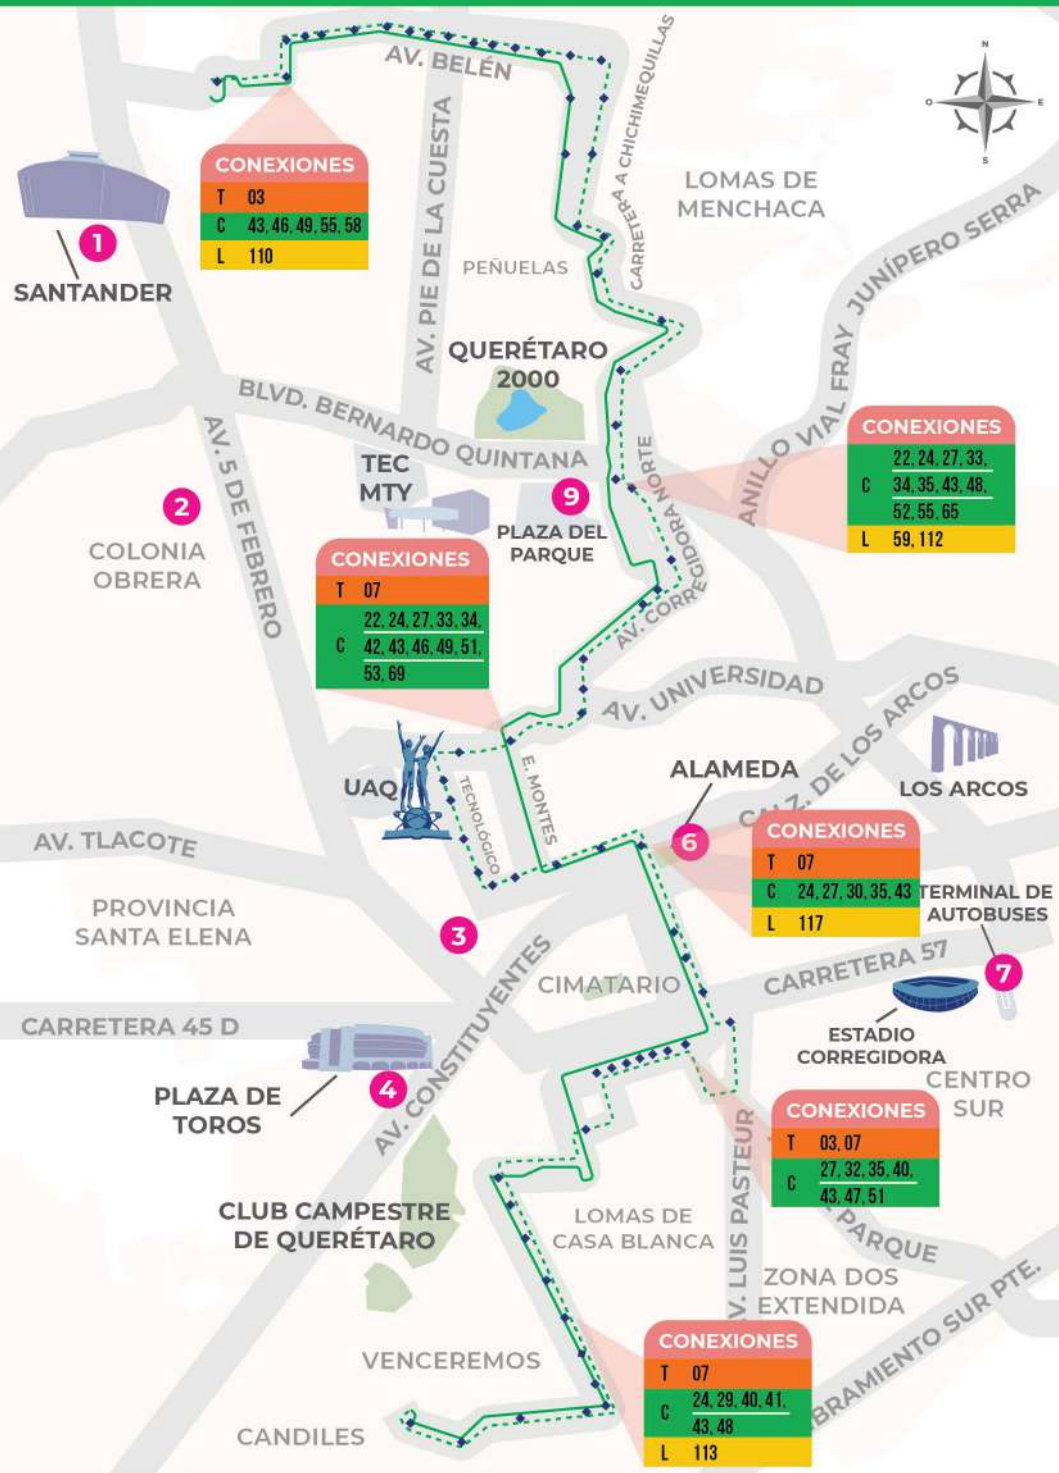 N
O
E
S
AV. BELÉN
CARRETERA A CHICHIMEQUILLAS
CONEXIONES
T 03
C 43, 46, 49, 55, 58
L 110
1
SANTANDER
AV. PIE DE LA CUESTA
LOMAS DE
MENCHACA
PEÑUELAS
ANILLO VIAL FRAY JUNÍPERO SERRA
QUERÉTARO
2000
BLVD. BERNARDO QUINTANA
AV. 5 DE FEBRERO
2
COLONIA
OBRERA
TEC
MTY
9
PLAZA DEL
PARQUE
AV. CORREGIDORA NORTE
CONEXIONES
22, 24, 27, 33,
C 34, 35, 43, 48,
52, 55, 65
L 59, 112
CONEXIONES
T 07
22, 24, 27, 33, 34,
C 42, 43, 46, 49, 51,
53, 69
AV. UNIVERSIDAD
CALZ. DE LOS ARCOS
LOS ARCOS
UAQ
TECNOLÓGICO
E. MONTES
ALAMEDA
6
CONEXIONES
T 07
C 24, 27, 30, 35, 43
L 117
AV. TLACOTE
PROVINCIA
SANTA ELENA
3
TERMINAL DE
AUTOBUSES
7
CIMATARIO
CARRETERA 57
ESTADIO
CORREGIDORA
CENTRO
SUR
CARRETERA 45 D
AV. CONSTITUYENTES
4
PLAZA DE
TOROS
CONEXIONES
T 03, 07
C 27, 32, 35, 40,
43, 47, 51
CLUB CAMPESTRE
DE QUERÉTARO
LOMAS DE
CASA BLANCA
V. LUIS PASTEUR
PARQUE
ZONA DOS
EXTENDIDA
BRAMIENTO SUR PTE.
VENCEREMOS
CANDILES
CONEXIONES
T 07
C 24, 29, 40, 41,
43, 48
L 113